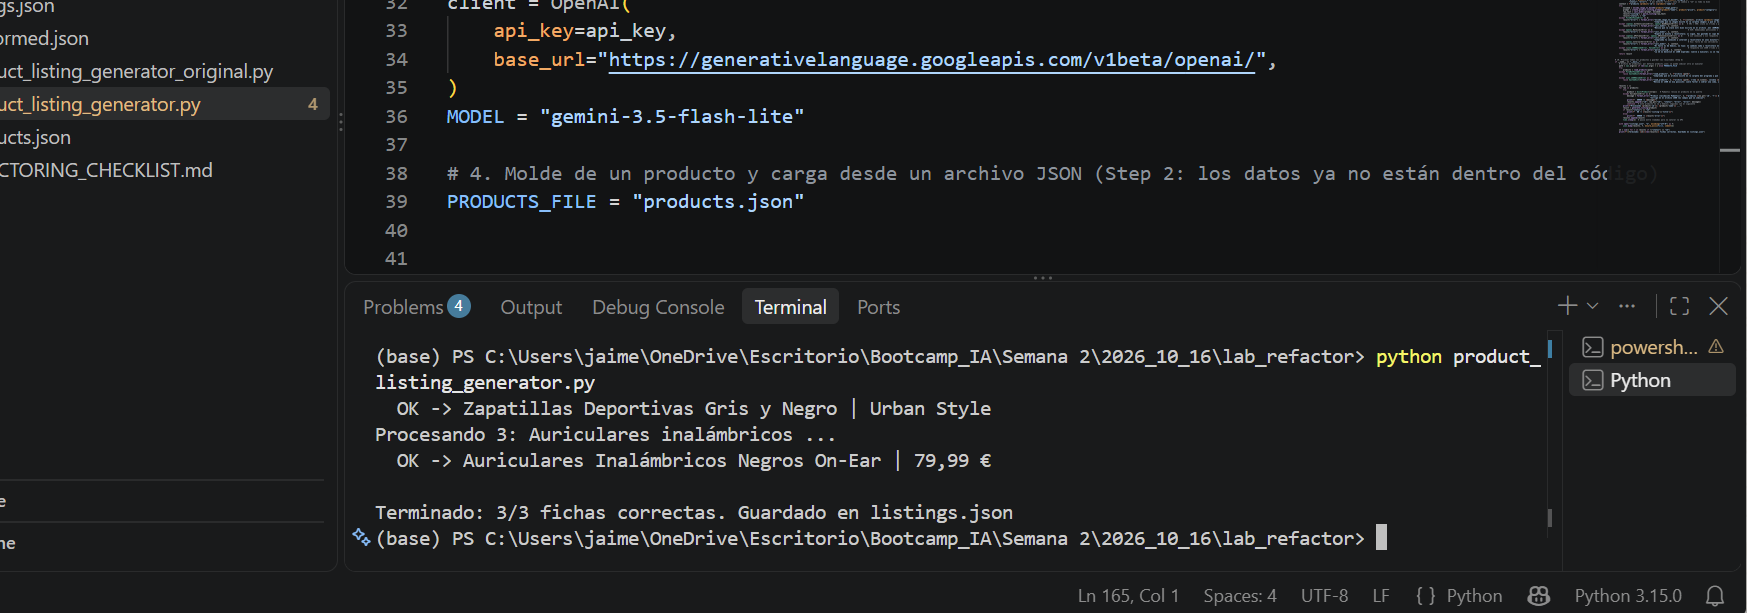 gs.json
ormed.json
uct_listing_generator_original.py
uct_listing_generator.py 4
ucts.json
CTORING_CHECKLIST.md
e
ne
32 client = OpenAI(
33 api_key=api_key,
34 base_url="https://generativelanguage.googleapis.com/v1beta/openai/",
35 )
36 MODEL = "gemini-3.5-flash-lite"
37
38 # 4. Molde de un producto y carga desde un archivo JSON (Step 2: los datos ya no están dentro del código)
39 PRODUCTS_FILE = "products.json"
40
41
Problems 4 Output Debug Console Terminal Ports
(base) PS C:\Users\jaime\OneDrive\Escritorio\Bootcamp_IA\Semana 2\2026_10_16\lab_refactor> python product_
listing_generator.py
OK -> Zapatillas Deportivas Gris y Negro | Urban Style
Procesando 3: Auriculares inalámbricos ...
OK -> Auriculares Inalámbricos Negros On-Ear | 79,99 €
Terminado: 3/3 fichas correctas. Guardado en listings.json
(base) PS C:\Users\jaime\OneDrive\Escritorio\Bootcamp_IA\Semana 2\2026_10_16\lab_refactor>
powersh...
Python
Ln 165, Col 1 Spaces: 4 UTF-8 LF { } Python Python 3.15.0